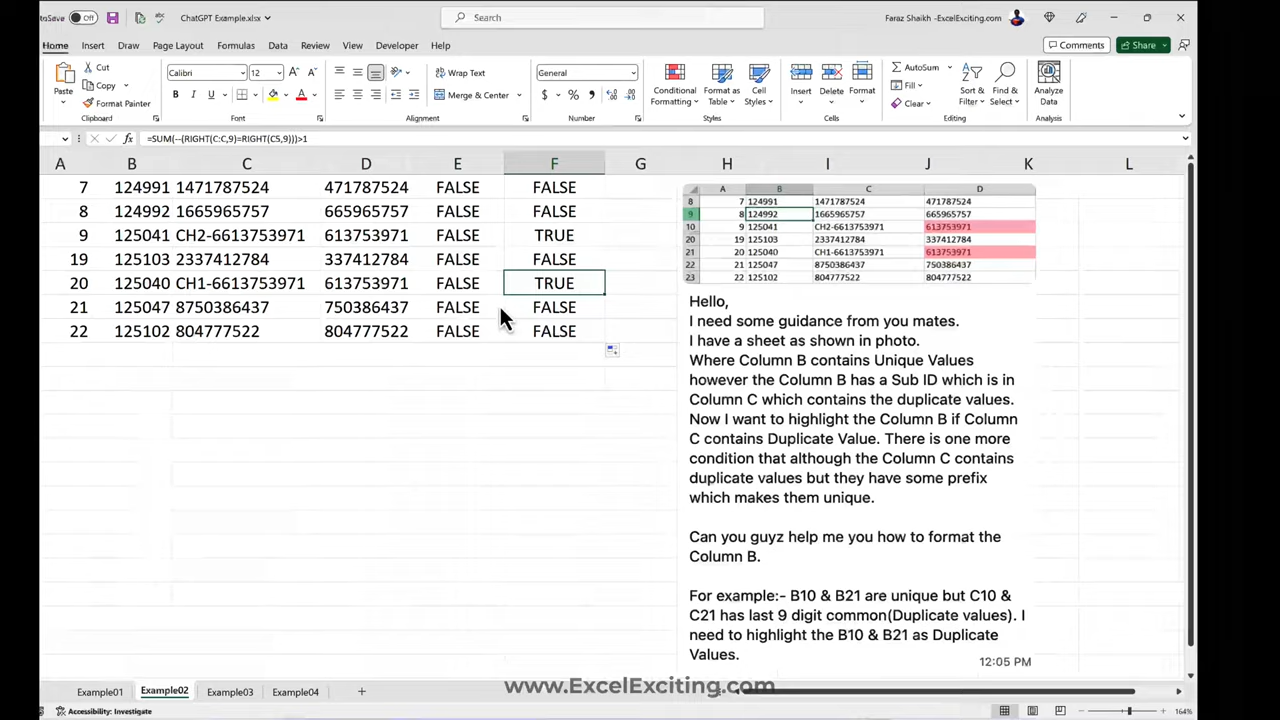 toSave Off ChatGPT Example.xlsx Search Faraz Shaikh -ExcelExciting.com
Home Insert Draw Page Layout Formulas Data Review View Developer Help Comments Share
Paste Cut Copy Format Painter Clipboard
Calibri 12 B I U A Font
Wrap Text Merge & Center Alignment
General $ % Number
Conditional Formatting Format as Table Cell Styles Styles
Insert Delete Format Cells
AutoSum Fill Clear Sort & Filter Find & Select Editing
Analyze Data Analysis
fx =SUM(--(RIGHT(C:C,9)=RIGHT(C5,9)))>1
A B C D E F G H I J K L
7 124991 1471787524 471787524 FALSE FALSE
8 124992 1665965757 665965757 FALSE FALSE
9 125041 CH2-6613753971 613753971 FALSE TRUE
19 125103 2337412784 337412784 FALSE FALSE
20 125040 CH1-6613753971 613753971 FALSE TRUE
21 125047 8750386437 750386437 FALSE FALSE
22 125102 804777522 804777522 FALSE FALSE
A B C D
8 7 124991 1471787524 471787524
9 8 124992 1665965757 665965757
10 9 125041 CH2-6613753971 613753971
20 19 125103 2337412784 337412784
21 20 125040 CH1-6613753971 613753971
22 21 125047 8750386437 750386437
23 22 125102 804777522 804777522
Hello,
I need some guidance from you mates.
I have a sheet as shown in photo.
Where Column B contains Unique Values
however the Column B has a Sub ID which is in
Column C which contains the duplicate values.
Now I want to highlight the Column B if Column
C contains Duplicate Value. There is one more
condition that although the Column C contains
duplicate values but they have some prefix
which makes them unique.
Can you guyz help me you how to format the
Column B.
For example:- B10 & B21 are unique but C10 &
C21 has last 9 digit common(Duplicate values). I
need to highlight the B10 & B21 as Duplicate
Values.
12:05 PM
Example01 Example02 Example03 Example04
www.ExcelExciting.com
Accessibility: Investigate 164%